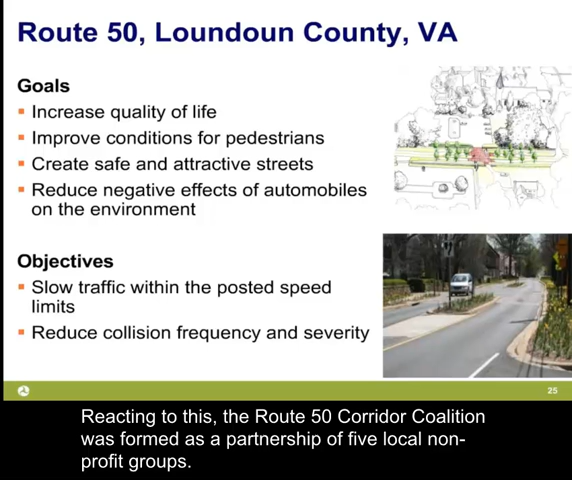 Route 50, Loundoun County, VA
Goals
Increase quality of life
Improve conditions for pedestrians
Create safe and attractive streets
Reduce negative effects of automobiles
on the environment
Objectives
Slow traffic within the posted speed
limits
Reduce collision frequency and severity
25
Reacting to this, the Route 50 Corridor Coalition
was formed as a partnership of five local non-
profit groups.